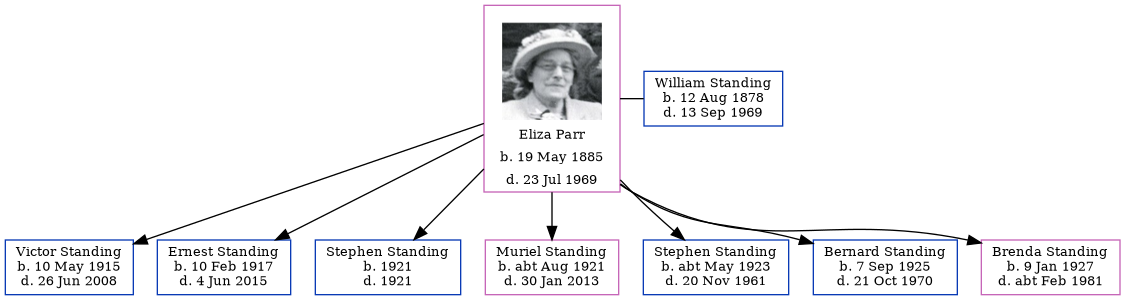 Eliza Parr
b. 19 May 1885
d. 23 Jul 1969
William Standing
b. 12 Aug 1878
d. 13 Sep 1969
Victor Standing
b. 10 May 1915
d. 26 Jun 2008
Ernest Standing
b. 10 Feb 1917
d. 4 Jun 2015
Stephen Standing
b. 1921
d. 1921
Muriel Standing
b. abt Aug 1921
d. 30 Jan 2013
Stephen Standing
b. abt May 1923
d. 20 Nov 1961
Bernard Standing
b. 7 Sep 1925
d. 21 Oct 1970
Brenda Standing
b. 9 Jan 1927
d. abt Feb 1981